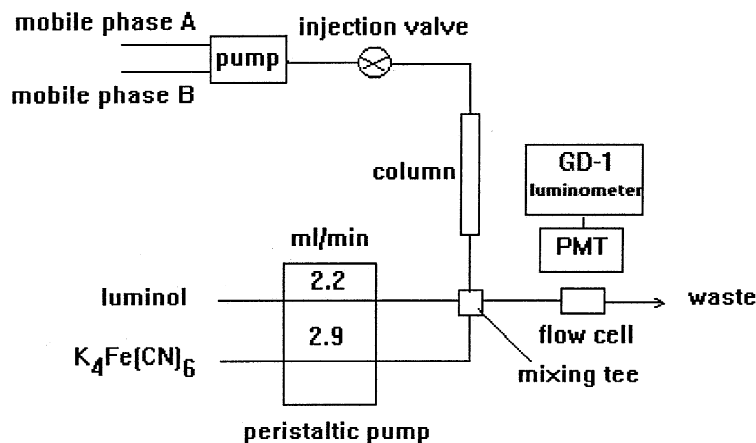 mobile phase A
injection valve
pump
mobile phase B
column
GD-1
luminometer
PMT
ml/min
2.2
luminol
waste
2.9
flow cell
K₄Fe(CN)₆
mixing tee
peristaltic pump